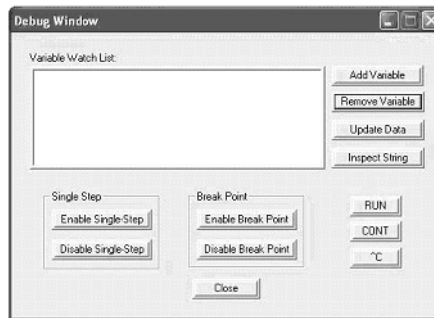 Debug Window
Variable Watch List:
Add Variable
Remove Variable
Update Data
Inspect String
Single Step
Enable Single-Step
Disable Single-Step
Break Point
Enable Break Point
Disable Break Point
RUN
CONT
^C
Close